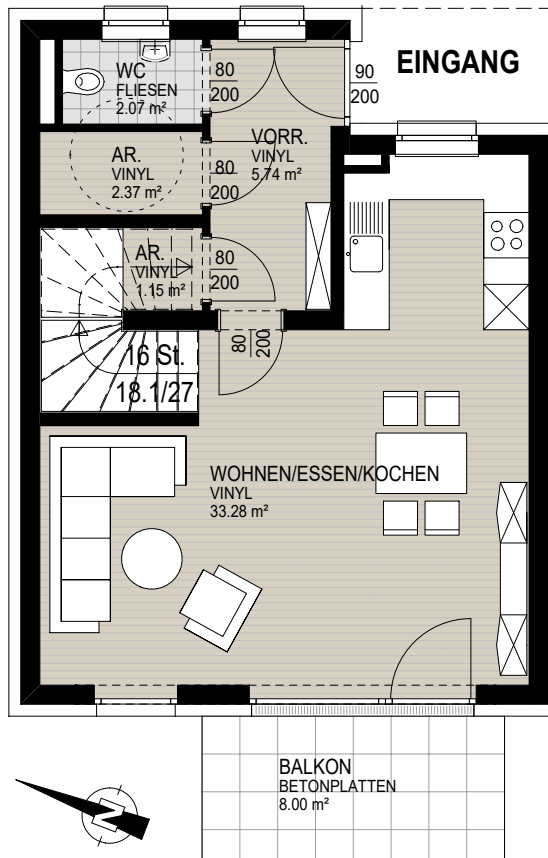 EINGANG
WC
FLIESEN
2.07 m²
80
200
90
200
VORR.
VINYL
5.74 m²
AR.
VINYL
2.37 m²
80
200
AR.
VINYL
1.15 m²
80
200
80
200
16 St.
18.1/27
WOHNEN/ESSEN/KOCHEN
VINYL
33.28 m²
BALKON
BETONPLATTEN
8.00 m²
N